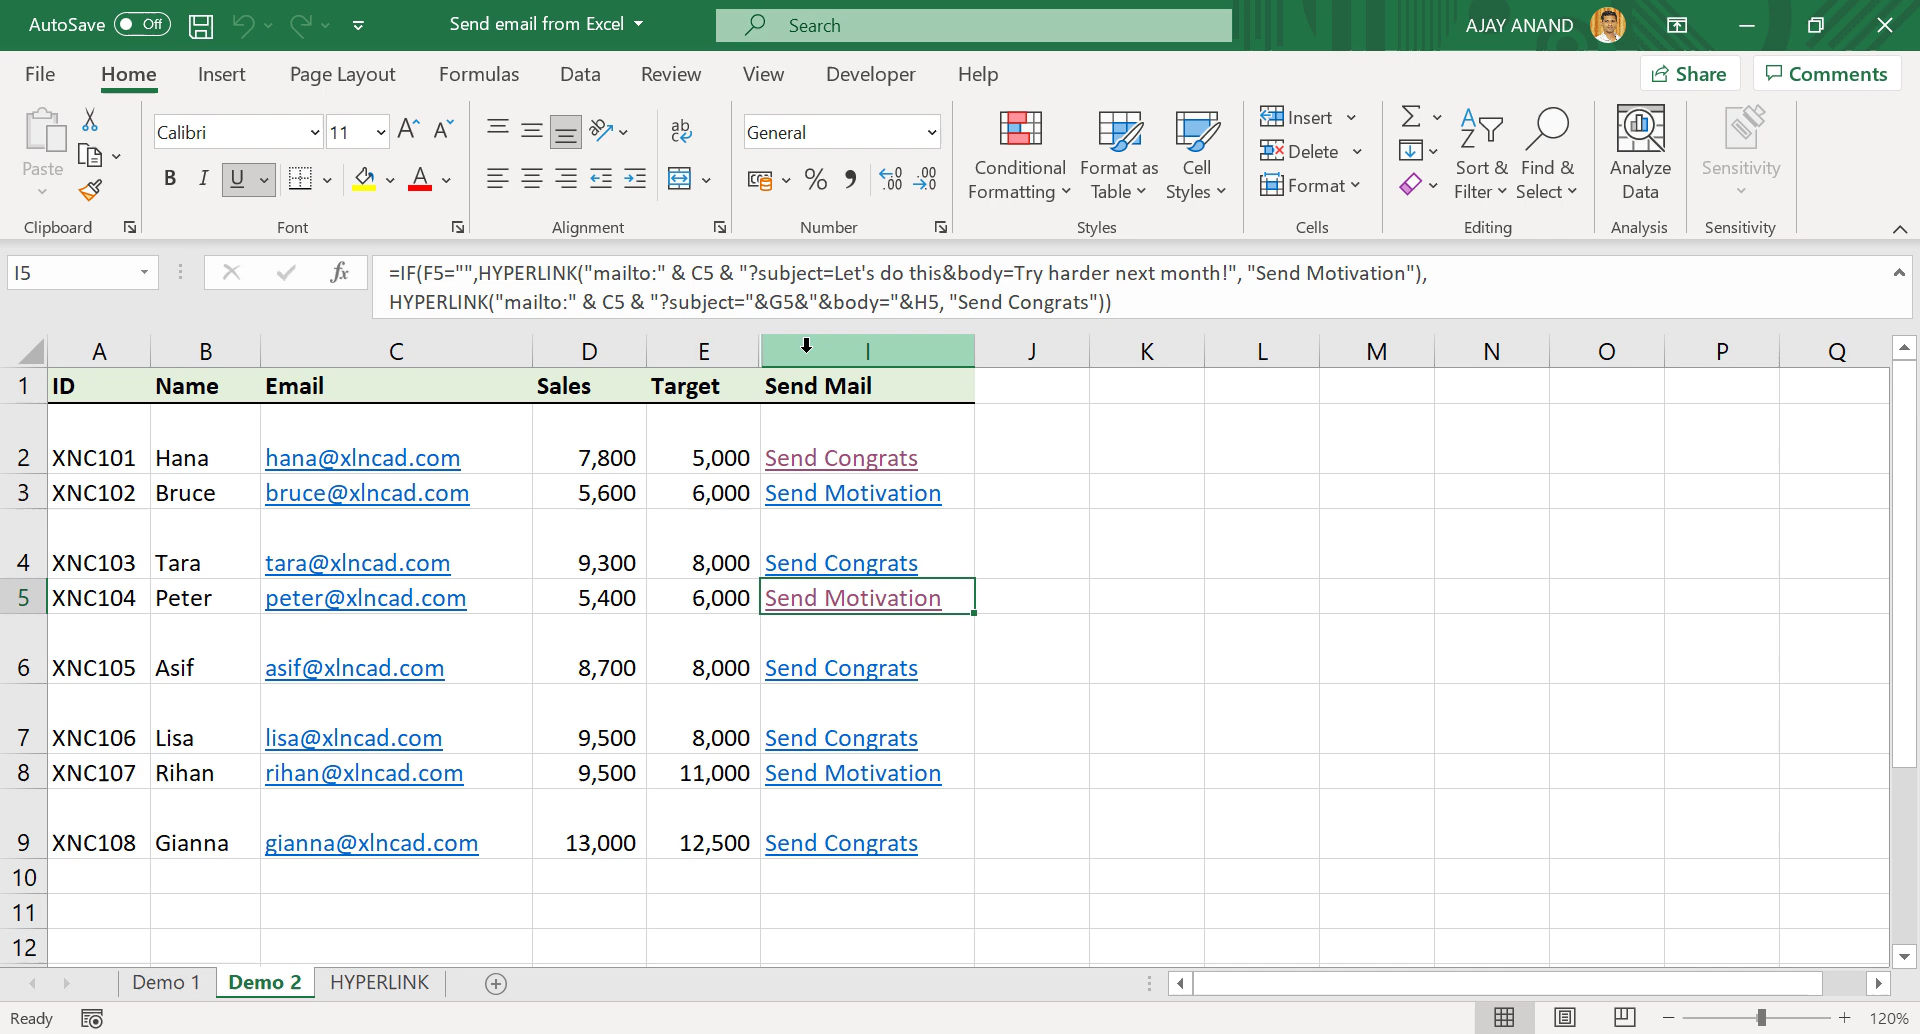 AutoSave Off Send email from Excel Search AJAY ANAND
File Home Insert Page Layout Formulas Data Review View Developer Help Share Comments
Paste
Clipboard
Calibri 11
B I U
A
Font
ab
Alignment
General
% , .00 .00
Number
Conditional Formatting Format as Table Cell Styles
Styles
Insert
Delete
Format
Cells
Sort & Filter Find & Select
Editing
Analyze Data
Analysis
Sensitivity
Sensitivity
I5 fx =IF(F5="",HYPERLINK("mailto:" & C5 & "?subject=Let's do this&body=Try harder next month!", "Send Motivation"),
HYPERLINK("mailto:" & C5 & "?subject="&G5&"&body="&H5, "Send Congrats"))
A B C D E I J K L M N O P Q
1 ID Name Email Sales Target Send Mail
2 XNC101 Hana hana@xlncad.com 7,800 5,000 Send Congrats
3 XNC102 Bruce bruce@xlncad.com 5,600 6,000 Send Motivation
4 XNC103 Tara tara@xlncad.com 9,300 8,000 Send Congrats
5 XNC104 Peter peter@xlncad.com 5,400 6,000 Send Motivation
6 XNC105 Asif asif@xlncad.com 8,700 8,000 Send Congrats
7 XNC106 Lisa lisa@xlncad.com 9,500 8,000 Send Congrats
8 XNC107 Rihan rihan@xlncad.com 9,500 11,000 Send Motivation
9 XNC108 Gianna gianna@xlncad.com 13,000 12,500 Send Congrats
10
11
12
Demo 1 Demo 2 HYPERLINK
Ready 120%